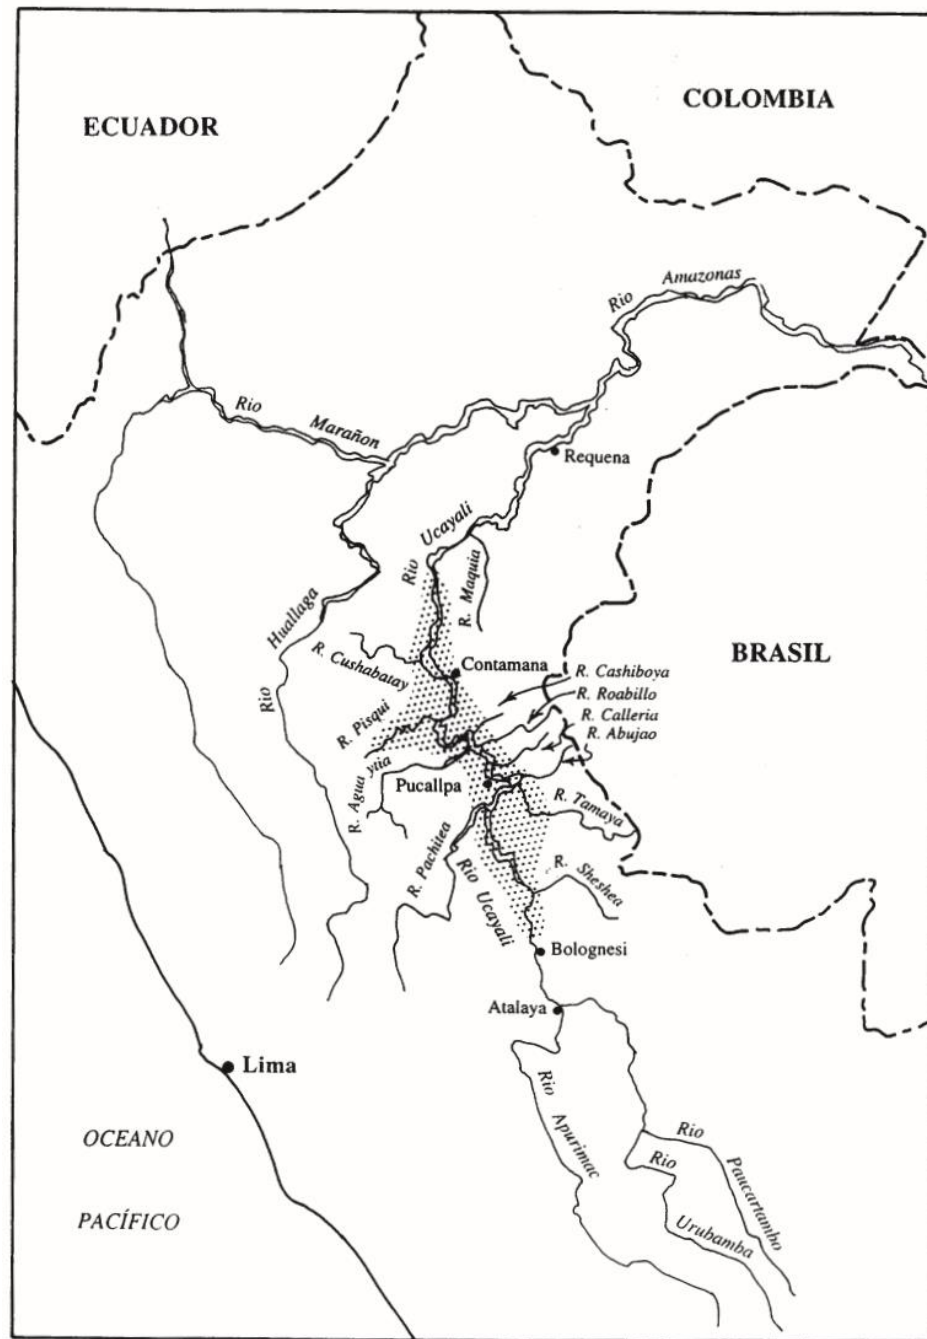 COLOMBIA
ECUADOR
Rio Amazonas
Rio Marañon
Requena
Rio Ucayali
R. Maquia
Rio Huallaga
R. Cushabatay
Contamana
R. Cashiboya
R. Roabillo
R. Calleria
R. Abujao
BRASIL
R. Pisqui
R. Aguaytia
Pucallpa
R. Tamaya
R. Pachitea
Rio Ucayali
R. Sheshea
Bolognesi
Atalaya
Lima
Rio Apurimac
Rio Paucartambo
Rio Urubamba
OCEANO
PACÍFICO